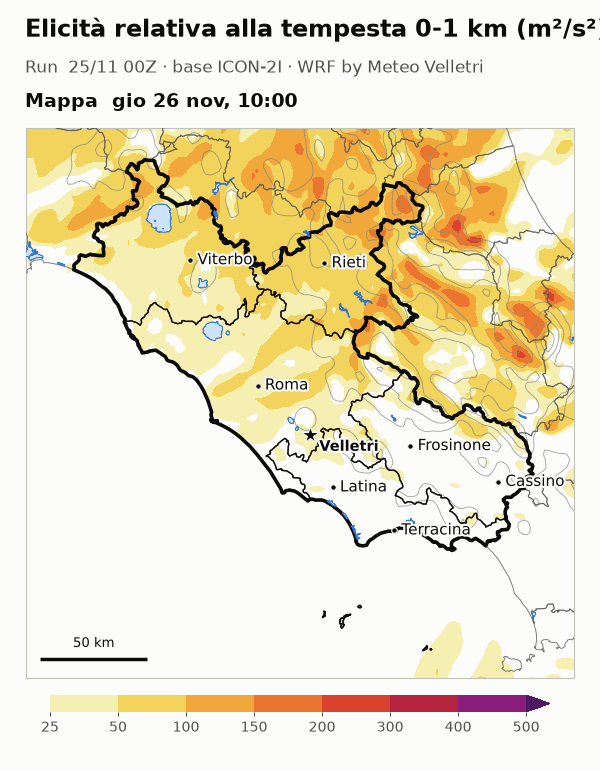 Elicità relativa alla tempesta 0-1 km (m²/s²)
Run 25/11 00Z · base ICON-2I · WRF by Meteo Velletri
Mappa gio 26 nov, 10:00
Viterbo
Rieti
Roma
Velletri
Frosinone
Latina
Cassino
Terracina
50 km
25 50 100 150 200 300 400 500